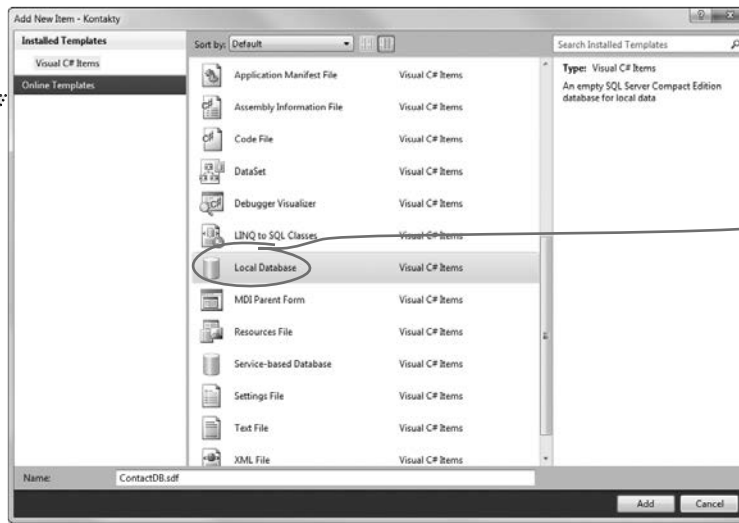 Add New Item - Kontakty
Installed Templates
Visual C# Items
Online Templates
Sort by: Default
Search Installed Templates
Application Manifest File Visual C# Items
Assembly Information File Visual C# Items
Code File Visual C# Items
DataSet Visual C# Items
Debugger Visualizer Visual C# Items
LINQ to SQL Classes Visual C# Items
Local Database Visual C# Items
MDI Parent Form Visual C# Items
Resources File Visual C# Items
Service-based Database Visual C# Items
Settings File Visual C# Items
Text File Visual C# Items
XML File Visual C# Items
Type: Visual C# Items
An empty SQL Server Compact Edition
database for local data
Name: ContactDB.sdf
Add Cancel